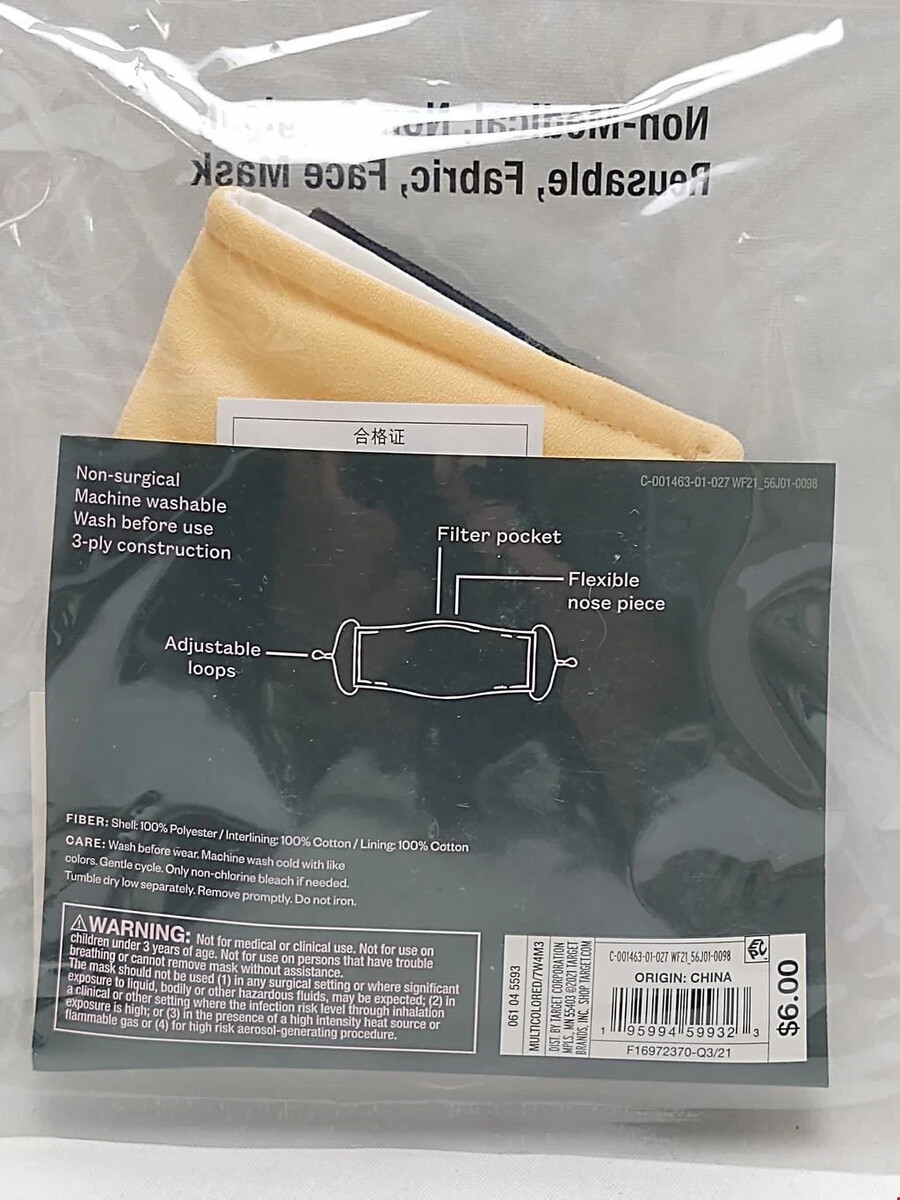 Non-Medical, Non-
Reusable, Fabric, Face Mask
合格证
Non-surgical
Machine washable
Wash before use
3-ply construction
C-001463-01-027 WF21_56J01-0098
Filter pocket
Flexible
nose piece
Adjustable
loops
FIBER: Shell: 100% Polyester / Interlining: 100% Cotton / Lining: 100% Cotton
CARE: Wash before wear. Machine wash cold with like
colors. Gentle cycle. Only non-chlorine bleach if needed.
Tumble dry low separately. Remove promptly. Do not iron.
⚠WARNING: Not for medical or clinical use. Not for use on
children under 3 years of age. Not for use on persons that have trouble
breathing or cannot remove mask without assistance.
The mask should not be used (1) in any surgical setting or where significant
exposure to liquid, bodily or other hazardous fluids, may be expected; (2) in
a clinical or other setting where the infection risk level through inhalation
exposure is high; or (3) in the presence of a high intensity heat source or
flammable gas or (4) for high risk aerosol-generating procedure.
061 04 5593
MULTICOLORED/7W4M3
DIST. BY TARGET CORPORATION
MPLS, MN 55403 ©2021 TARGET
BRANDS, INC. SHOP TARGET.COM
C-001463-01-027 WF21_56J01-0098
ORIGIN: CHINA
1 95994 59932 3
F16972370-Q3/21
$6.00